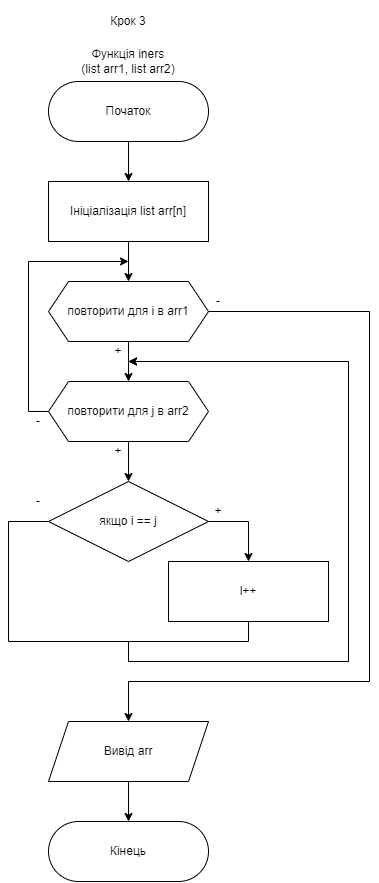 Крок 3
Функція iners
(list arr1, list arr2)
Початок
Ініціалізація list arr[n]
повторити для i в arr1
-
+
повторити для j в arr2
-
+
якщо i == j
-
+
I++
Вивід arr
Кінець